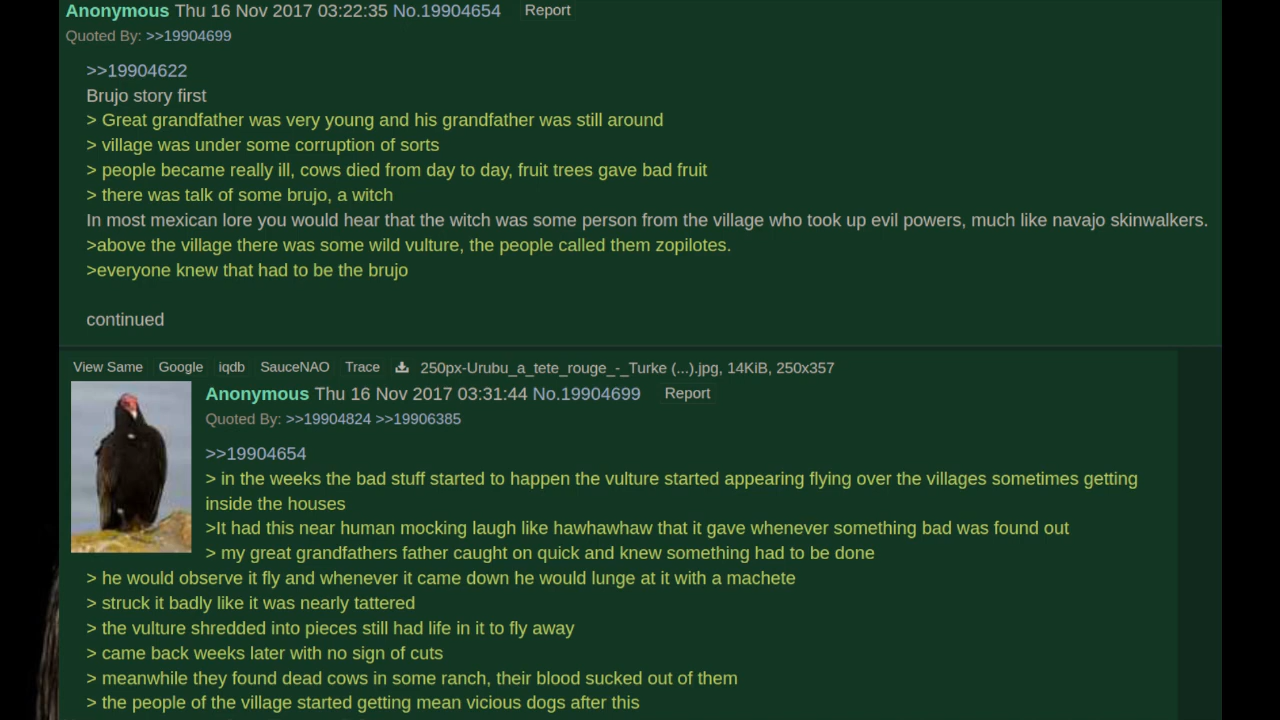 Anonymous Thu 16 Nov 2017 03:22:35 No.19904654 Report
Quoted By: >>19904699
>>19904622
Brujo story first
> Great grandfather was very young and his grandfather was still around
> village was under some corruption of sorts
> people became really ill, cows died from day to day, fruit trees gave bad fruit
> there was talk of some brujo, a witch
In most mexican lore you would hear that the witch was some person from the village who took up evil powers, much like navajo skinwalkers.
>above the village there was some wild vulture, the people called them zopilotes.
>everyone knew that had to be the brujo
continued
View Same Google iqdb SauceNAO Trace 250px-Urubu_a_tete_rouge_-_Turke (...).jpg, 14KiB, 250x357
Anonymous Thu 16 Nov 2017 03:31:44 No.19904699 Report
Quoted By: >>19904824 >>19906385
>>19904654
> in the weeks the bad stuff started to happen the vulture started appearing flying over the villages sometimes getting
inside the houses
>It had this near human mocking laugh like hawhawhaw that it gave whenever something bad was found out
> my great grandfathers father caught on quick and knew something had to be done
> he would observe it fly and whenever it came down he would lunge at it with a machete
> struck it badly like it was nearly tattered
> the vulture shredded into pieces still had life in it to fly away
> came back weeks later with no sign of cuts
> meanwhile they found dead cows in some ranch, their blood sucked out of them
> the people of the village started getting mean vicious dogs after this